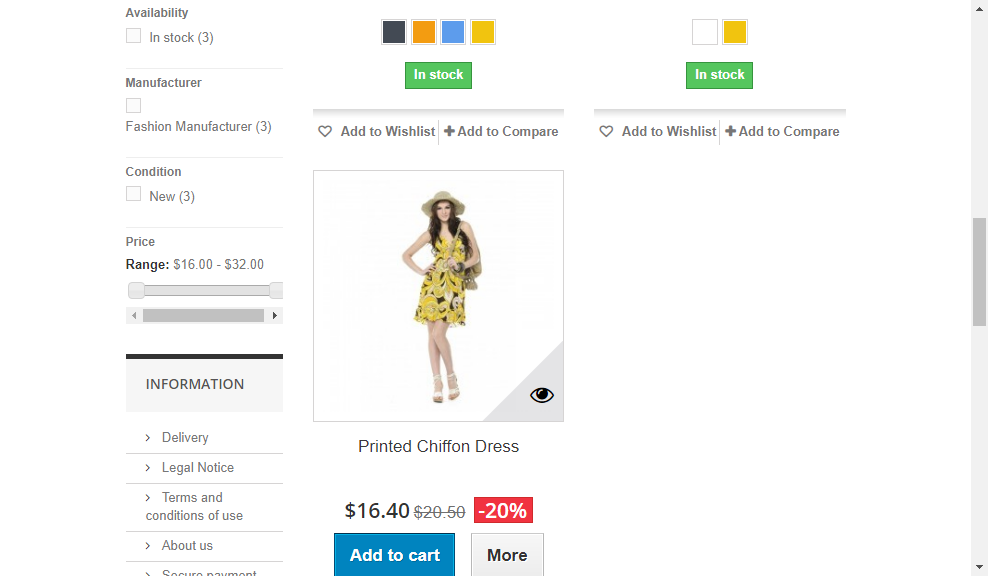 Availability
In stock (3)
Manufacturer
Fashion Manufacturer (3)
Condition
New (3)
Price
Range: $16.00 - $32.00
INFORMATION
Delivery
Legal Notice
Terms and
conditions of use
About us
Secure payment
In stock
Add to Wishlist
Add to Compare
In stock
Add to Wishlist
Add to Compare
Printed Chiffon Dress
$16.40 $20.50 -20%
Add to cart
More